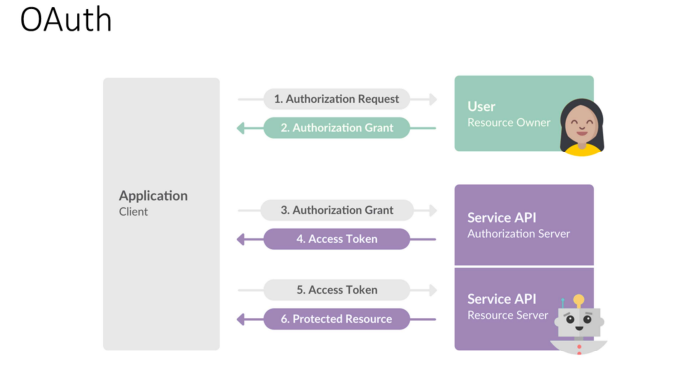 OAuth
Application
Client
1. Authorization Request
2. Authorization Grant
User
Resource Owner
3. Authorization Grant
4. Access Token
Service API
Authorization Server
5. Access Token
6. Protected Resource
Service API
Resource Server